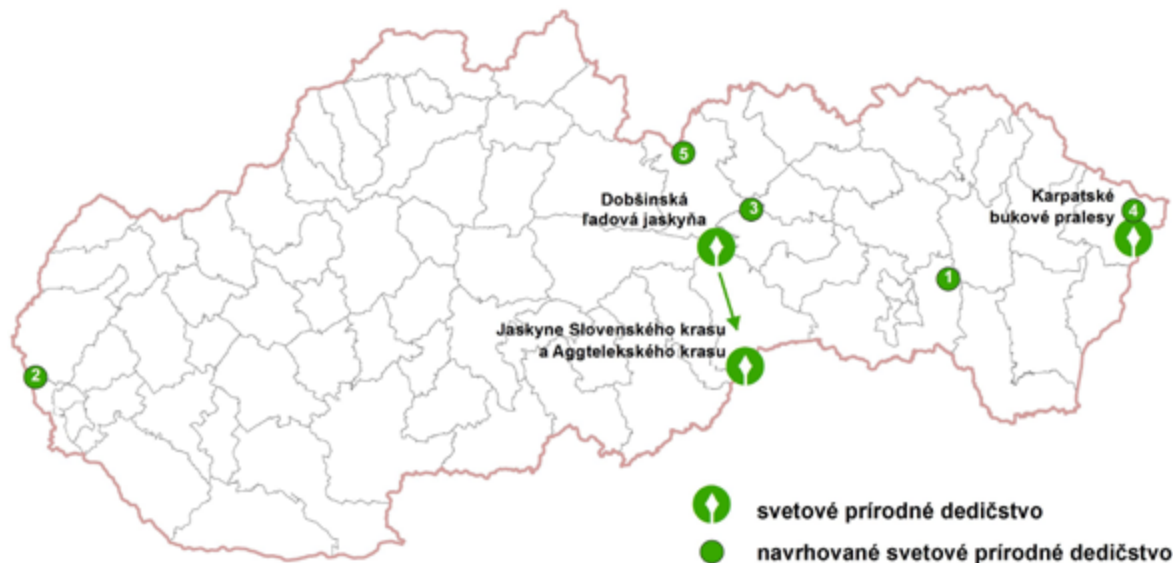 5
Dobšinská
ľadová jaskyňa
3
Karpatské
bukové pralesy
4
1
Jaskyne Slovenského krasu
a Aggtelekského krasu
2
svetové prírodné dedičstvo
navrhované svetové prírodné dedičstvo